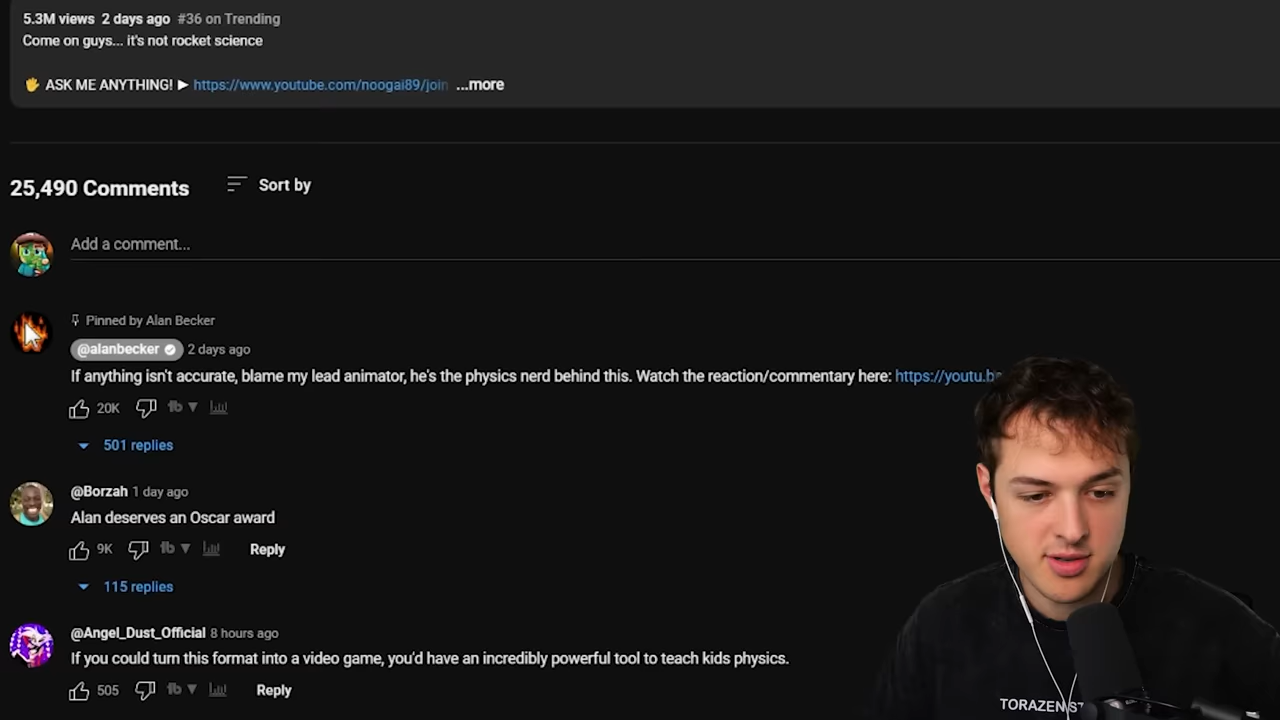 5.3M views 2 days ago #36 on Trending
Come on guys... it's not rocket science
✋ ASK ME ANYTHING! ▶ https://www.youtube.com/noogai89/join ...more
25,490 Comments Sort by
Add a comment...
Pinned by Alan Becker
@alanbecker 2 days ago
If anything isn't accurate, blame my lead animator, he's the physics nerd behind this. Watch the reaction/commentary here: https://youtu.be
20K
501 replies
@Borzah 1 day ago
Alan deserves an Oscar award
9K Reply
115 replies
@Angel_Dust_Official 8 hours ago
If you could turn this format into a video game, you'd have an incredibly powerful tool to teach kids physics.
505 Reply
TORAZEN